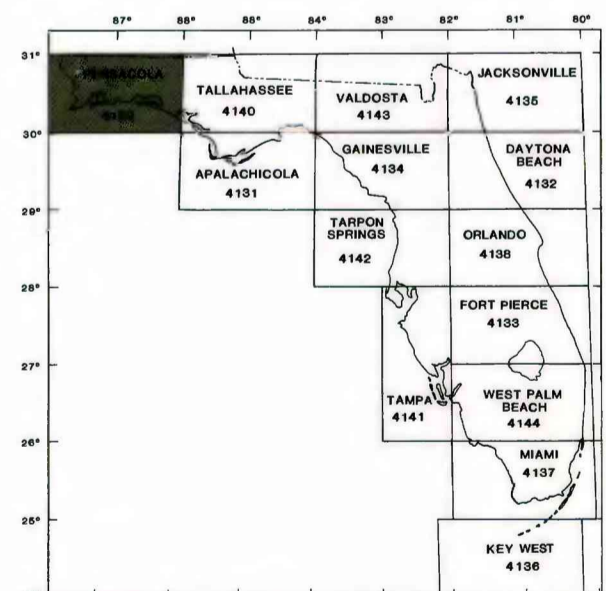 87° 88° 85° 84° 83° 82° 81° 80°
31°
PENSACOLA
TALLAHASSEE
4140
VALDOSTA
4143
JACKSONVILLE
4135
30°
APALACHICOLA
4131
GAINESVILLE
4134
DAYTONA
BEACH
4132
29°
TARPON
SPRINGS
4142
ORLANDO
4138
28°
FORT PIERCE
4133
27°
TAMPA
4141
WEST PALM
BEACH
4144
26°
MIAMI
4137
25°
KEY WEST
4136